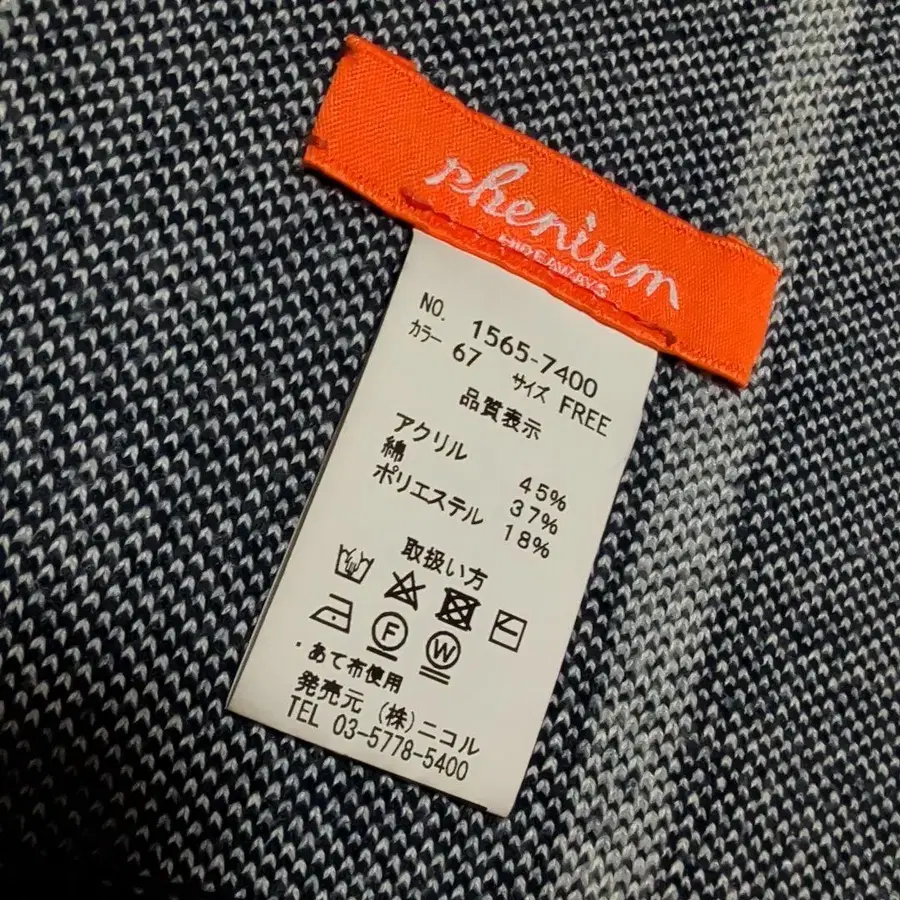 phenium
HIDEAWAYS
NO. 1565-7400
カラー 67 サイズ FREE
品質表示
アクリル 45%
綿 37%
ポリエステル 18%
取扱い方
F W
・あて布使用
発売元 (株)ニコル
TEL 03-5778-5400